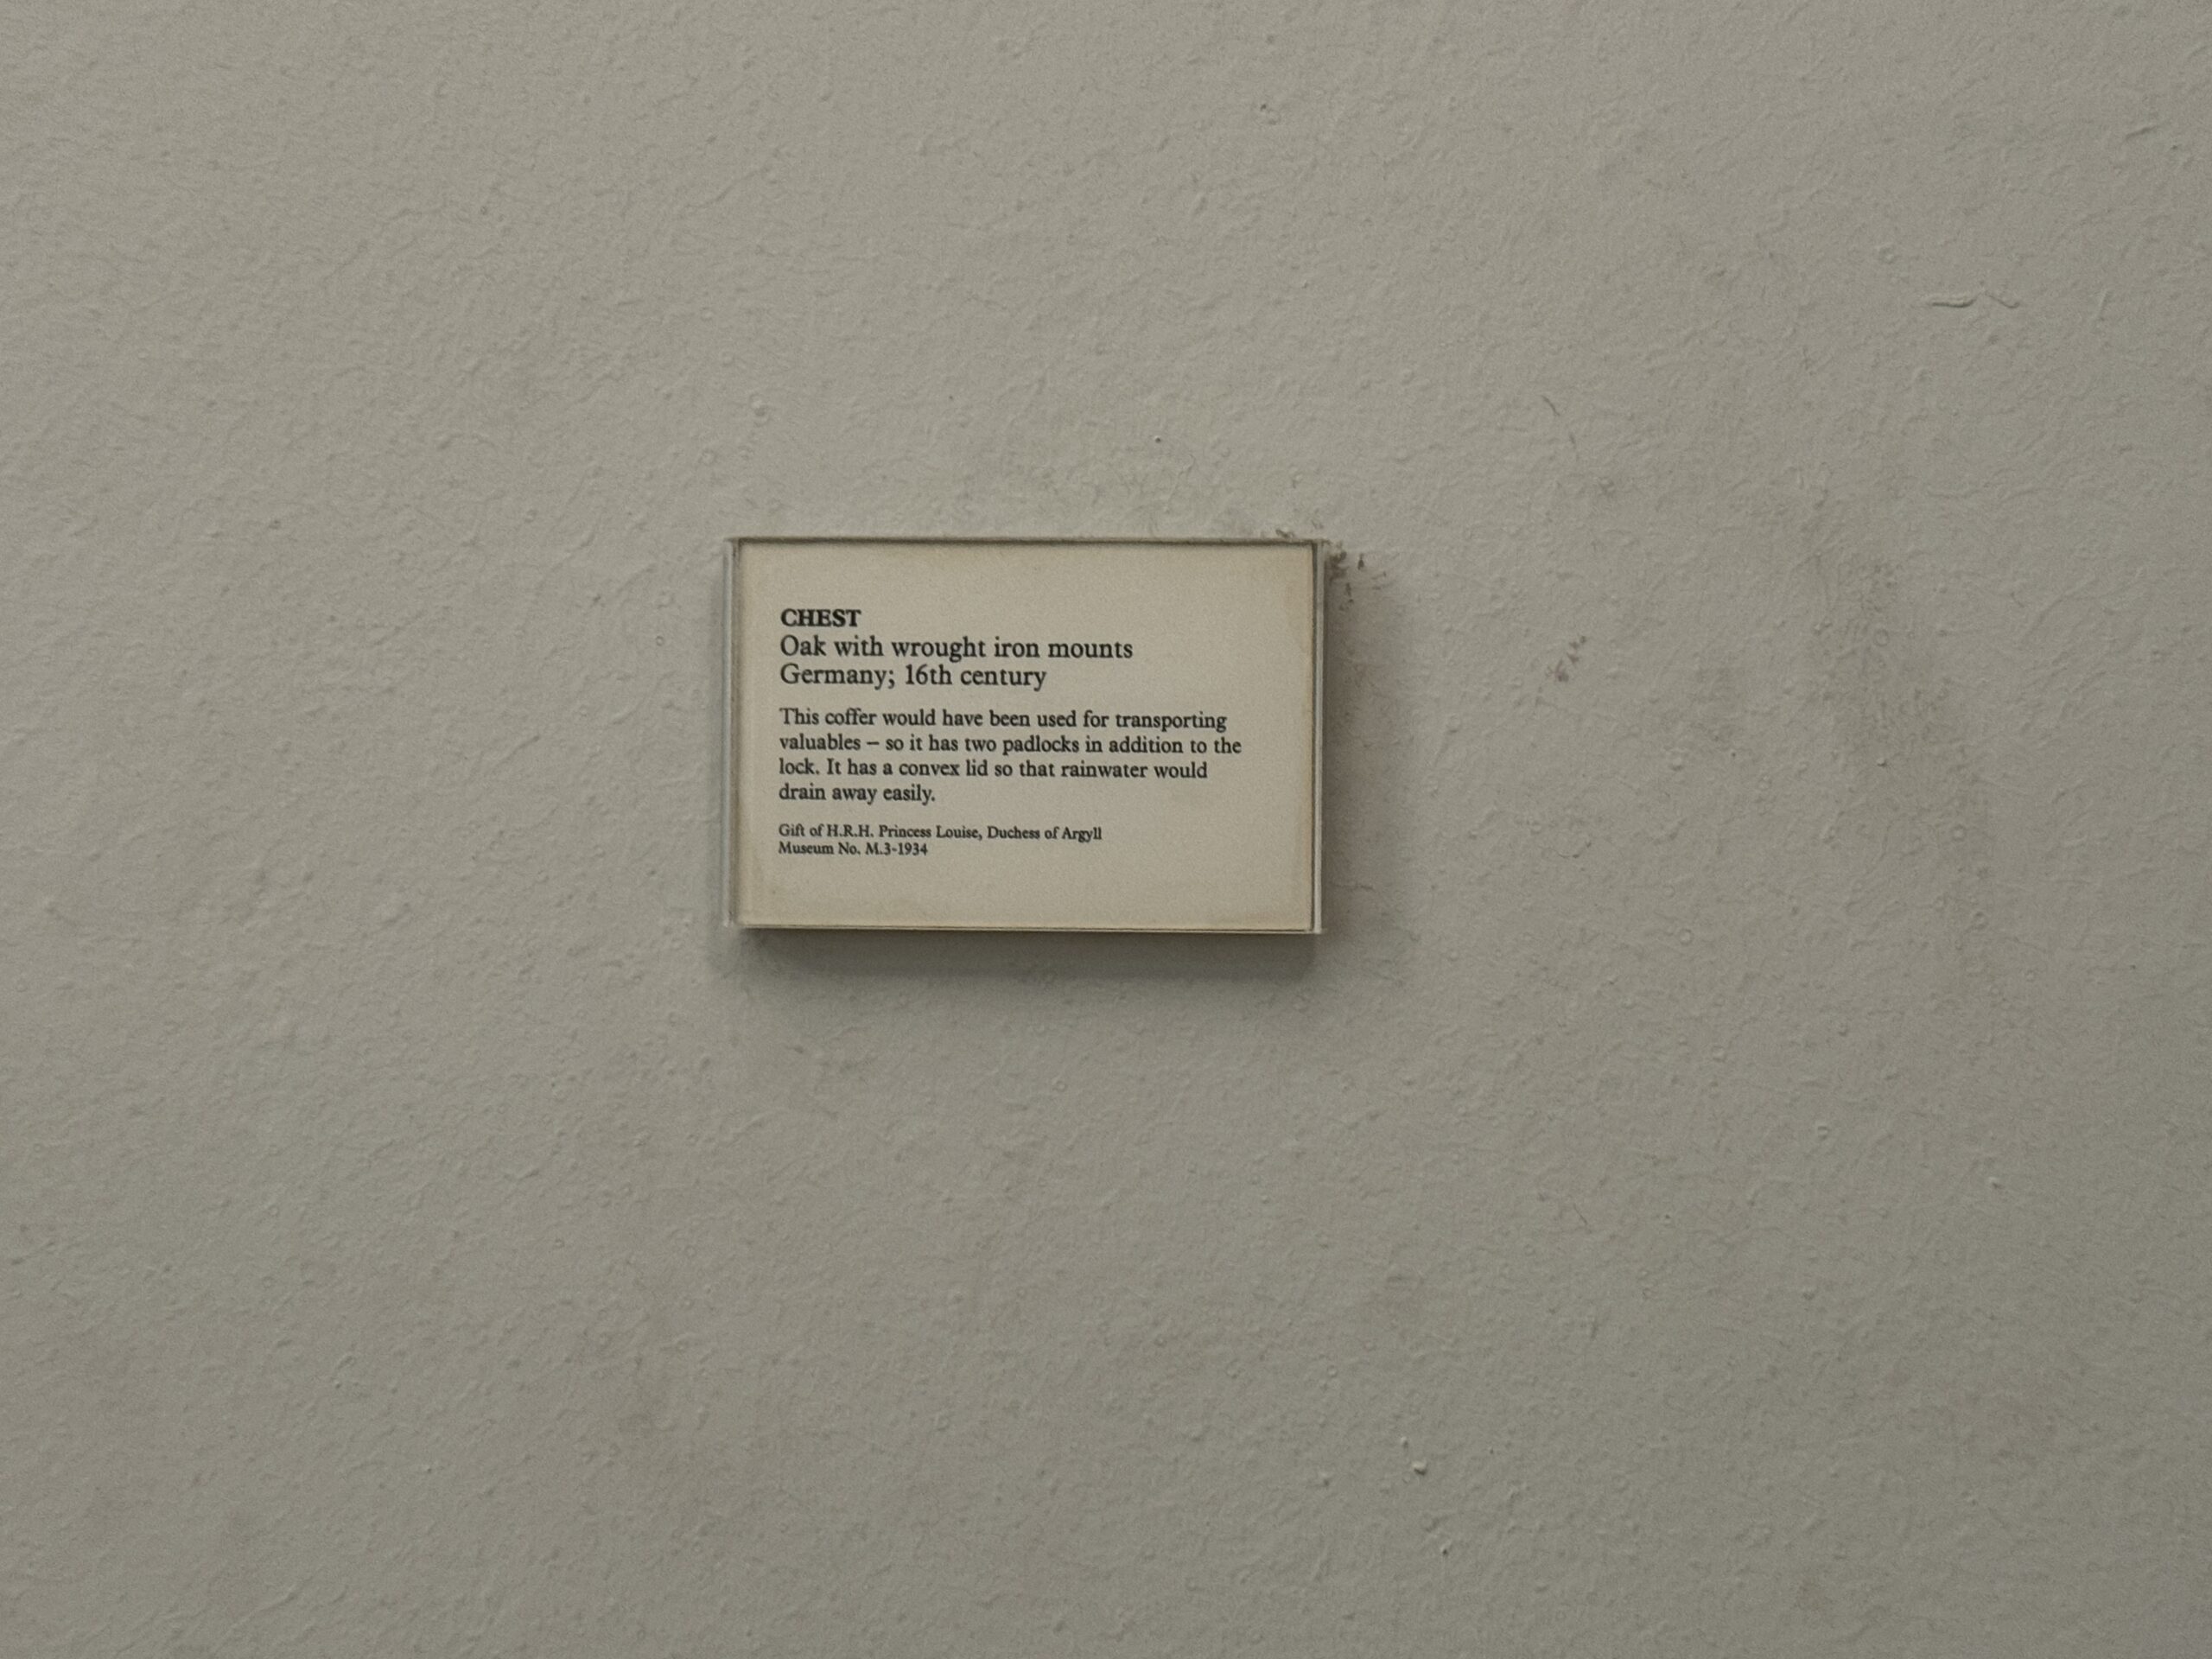 CHEST
Oak with wrought iron mounts
Germany; 16th century
This coffer would have been used for transporting
valuables – so it has two padlocks in addition to the
lock. It has a convex lid so that rainwater would
drain away easily.
Gift of H.R.H. Princess Louise, Duchess of Argyll
Museum No. M.3-1934